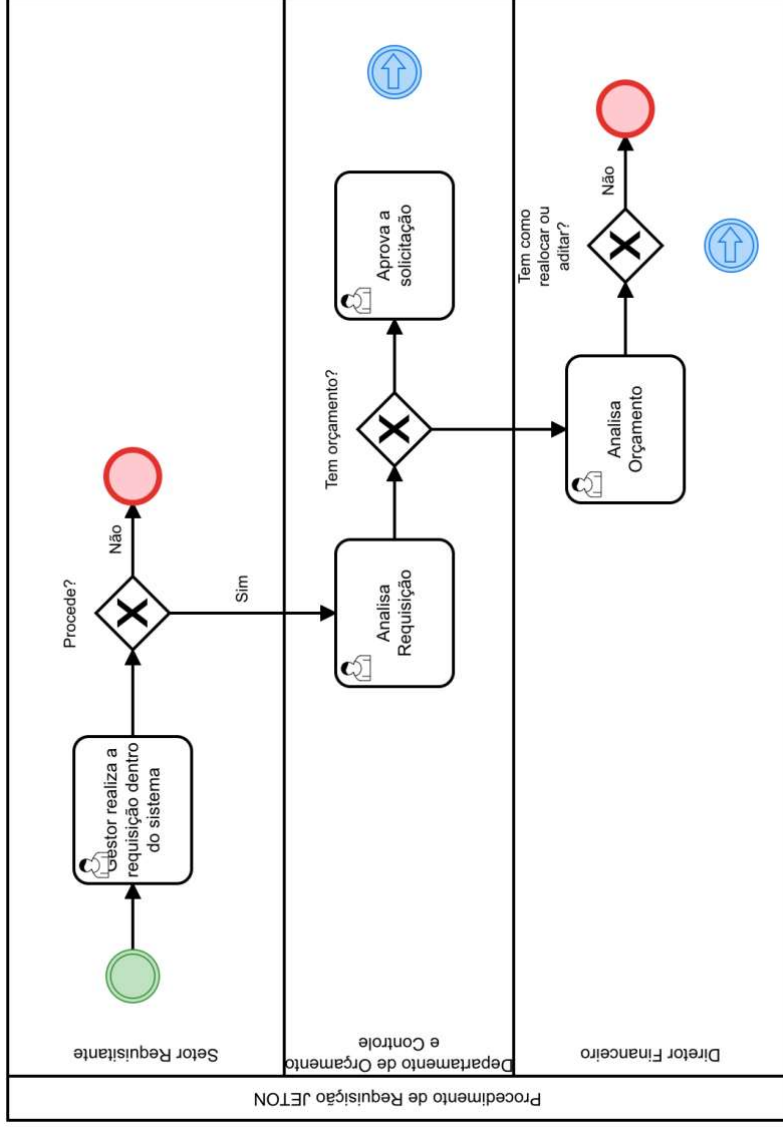 Procedimento de Requisição JETON
Setor Requisitante
Gestor realiza a
requisição dentro
do sistema
Procede?
Não
Sim
Departamento de Orçamento
e Controle
Analisa
Requisição
Tem orçamento?
Aprova a
solicitação
Diretor Financeiro
Analisa
Orçamento
Tem como
realocar ou
aditar?
Não